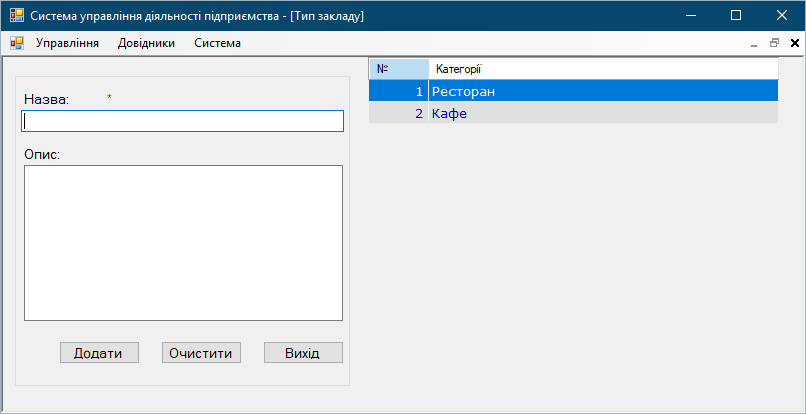 Система управління діяльності підприємства - [Тип закладу]
Управління Довідники Система
Назва: *
Опис:
Додати Очистити Вихід
№ Категорії
1 Ресторан
2 Кафе